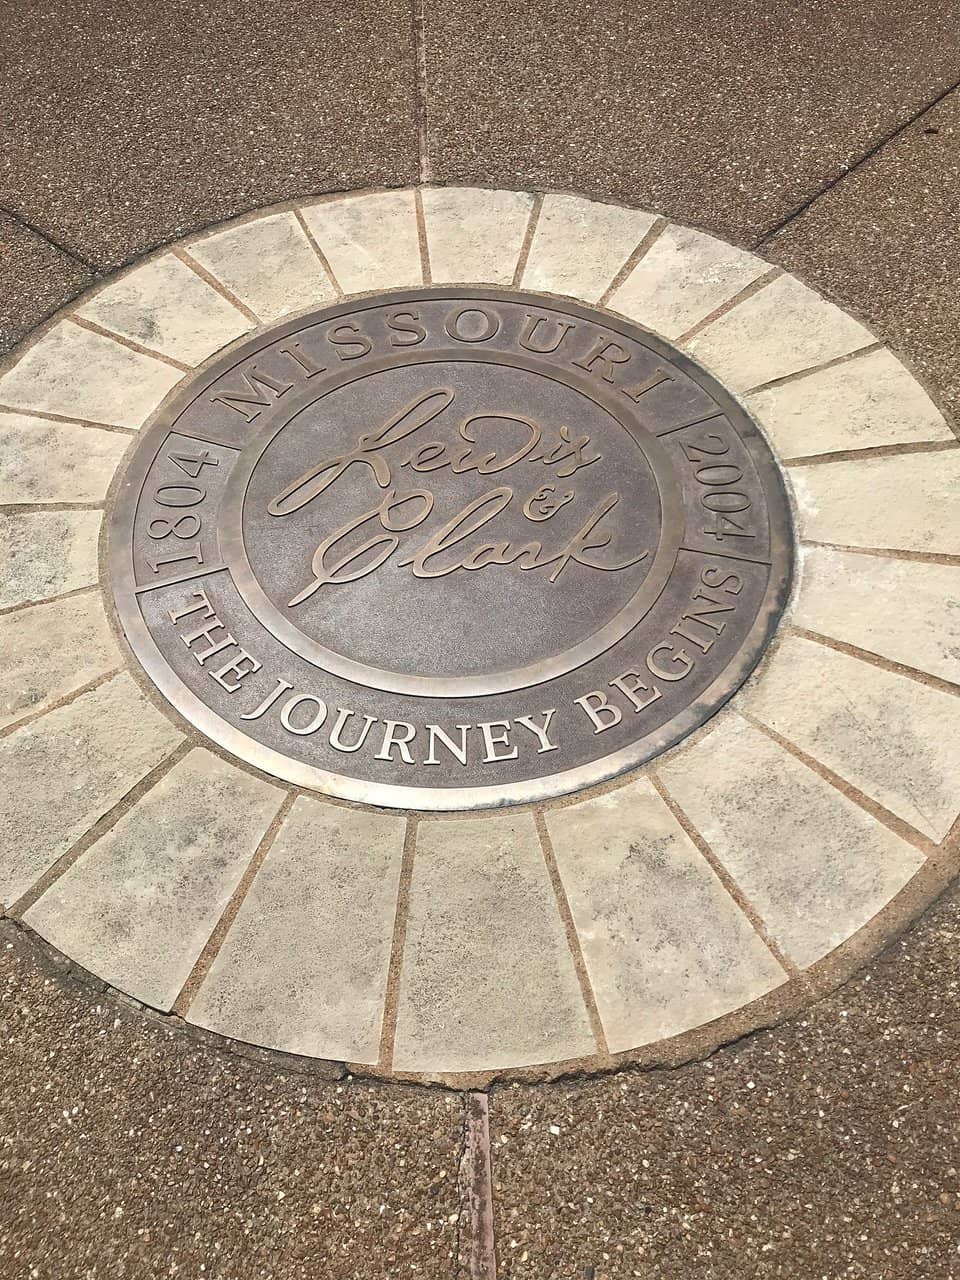 MISSOURI
1804
2004
Lewis
&
Clark
THE JOURNEY BEGINS